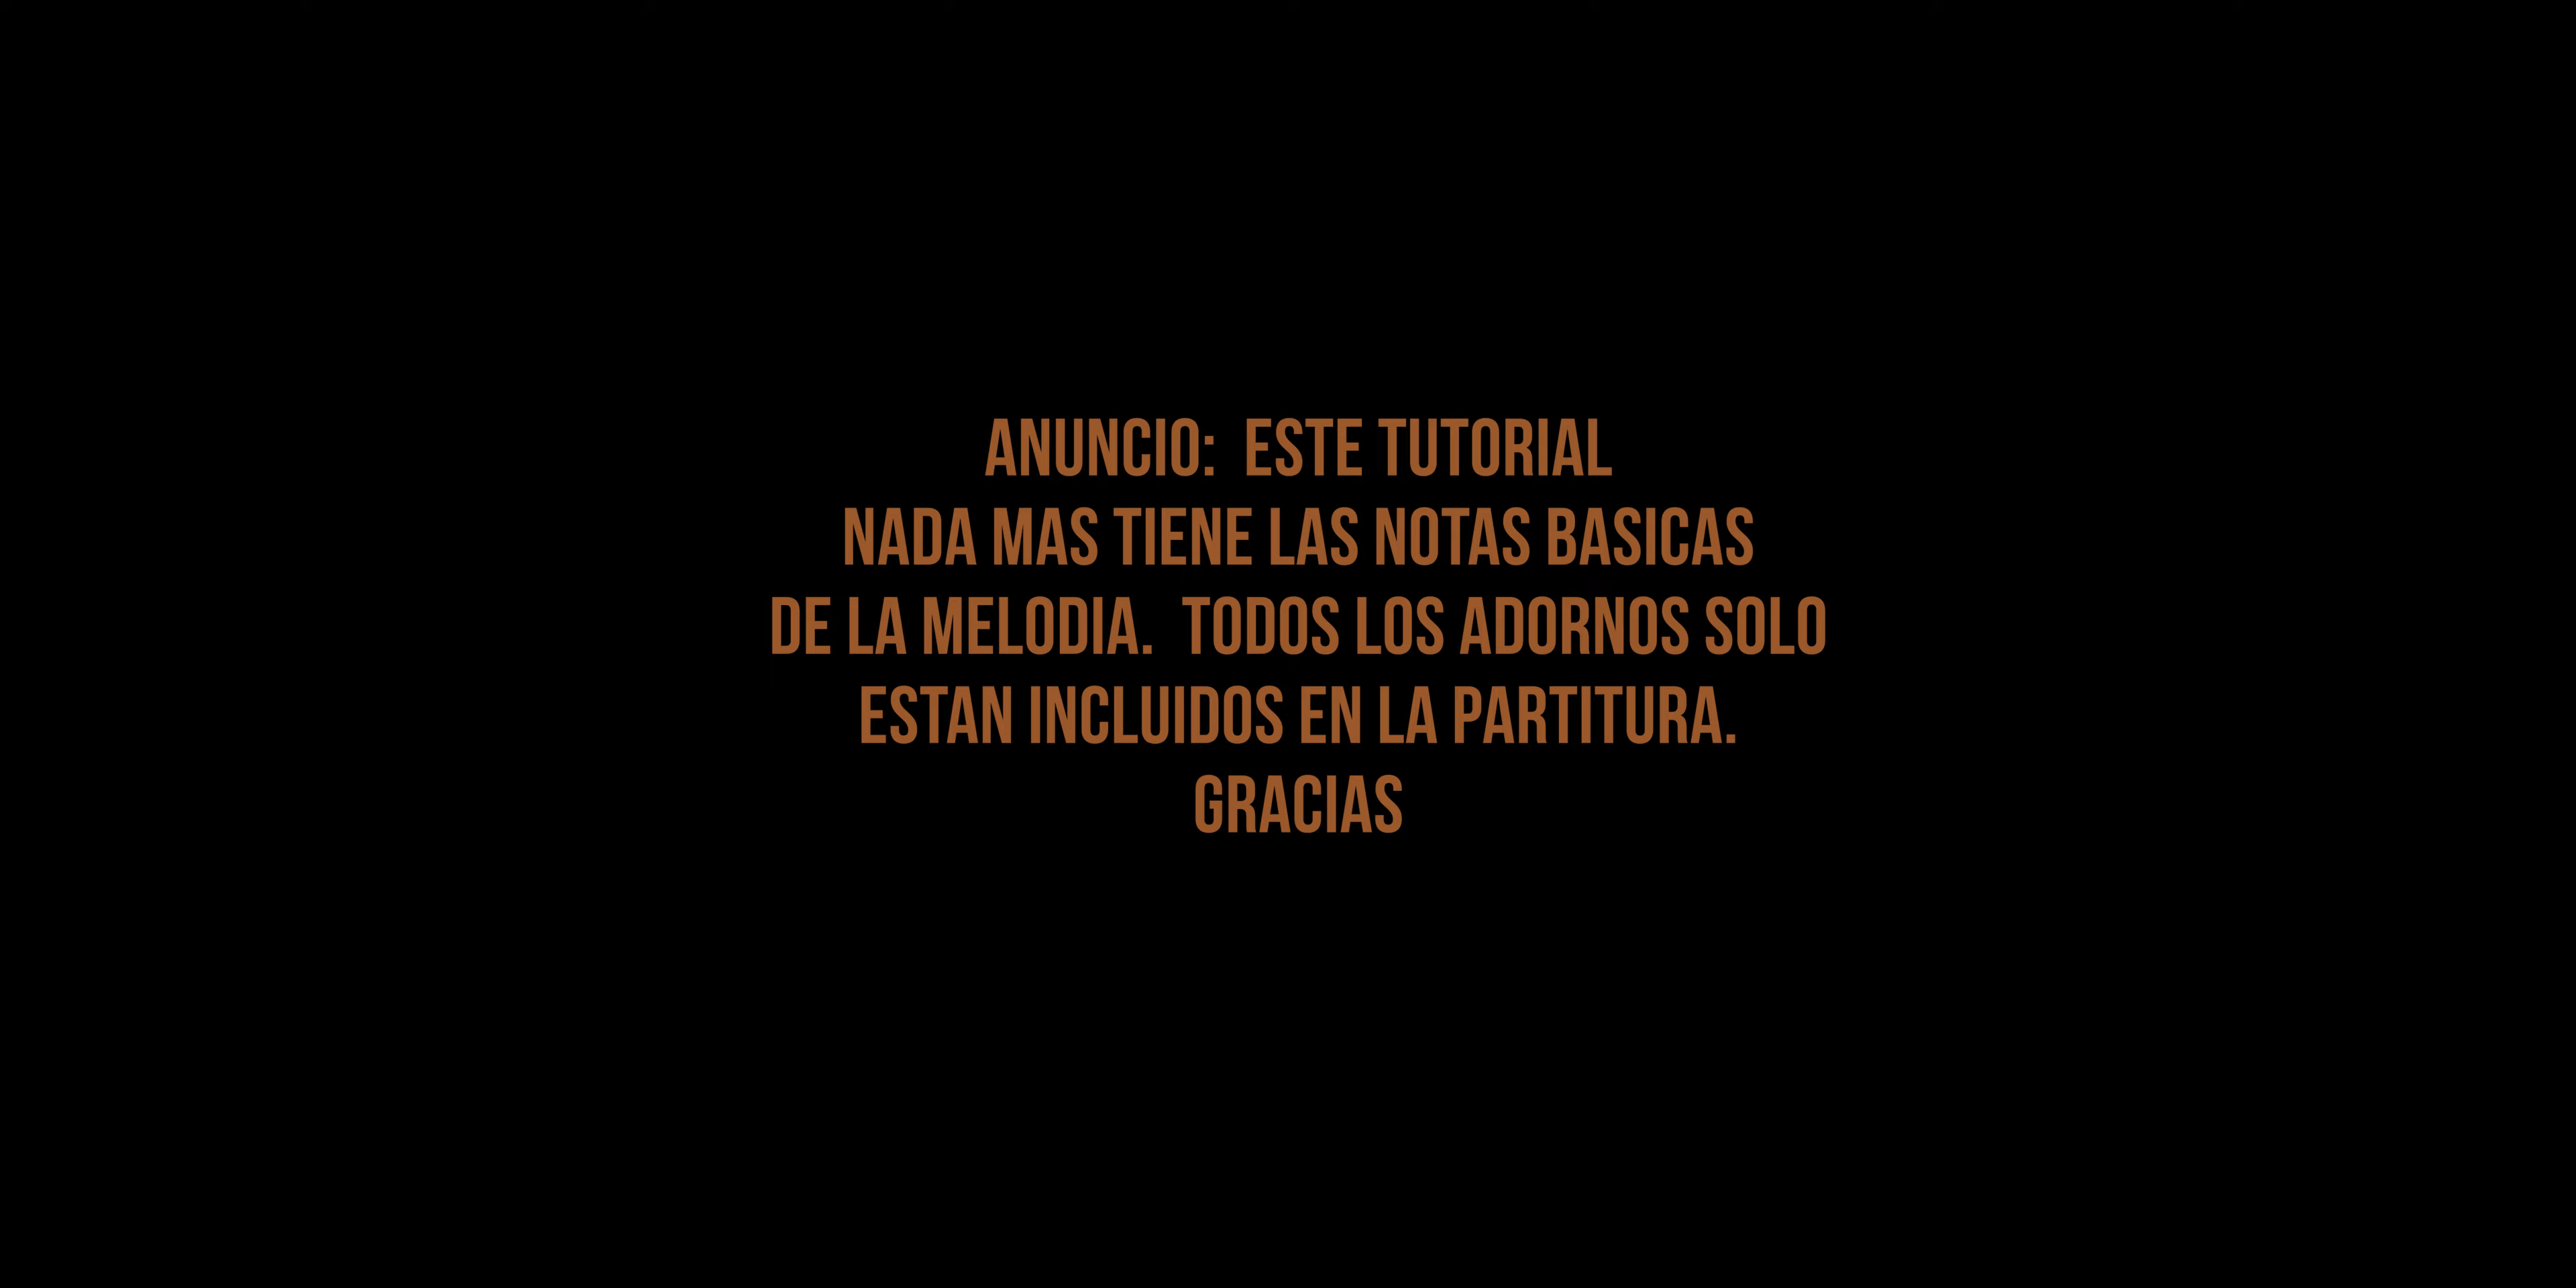 ANUNCIO:  ESTE TUTORIAL
NADA MAS TIENE LAS NOTAS BASICAS
DE LA MELODIA.  TODOS LOS ADORNOS SOLO
ESTAN INCLUIDOS EN LA PARTITURA.
GRACIAS